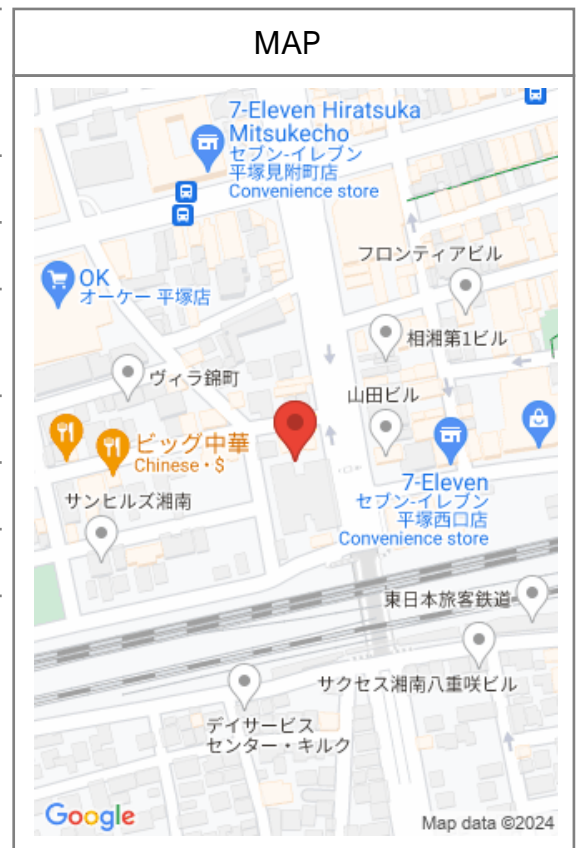 MAP
7-Eleven Hiratsuka
Mitsukecho
セブン-イレブン
平塚見附町店
Convenience store
フロンティアビル
OK
オーケー 平塚店
相湘第1ビル
ヴィラ錦町
山田ビル
ビッグ中華
Chinese・$
7-Eleven
セブン-イレブン
平塚西口店
Convenience store
サンヒルズ湘南
東日本旅客鉄道
サクセス湘南八重咲ビル
デイサービス
センター・キルク
Google
Map data ©2024